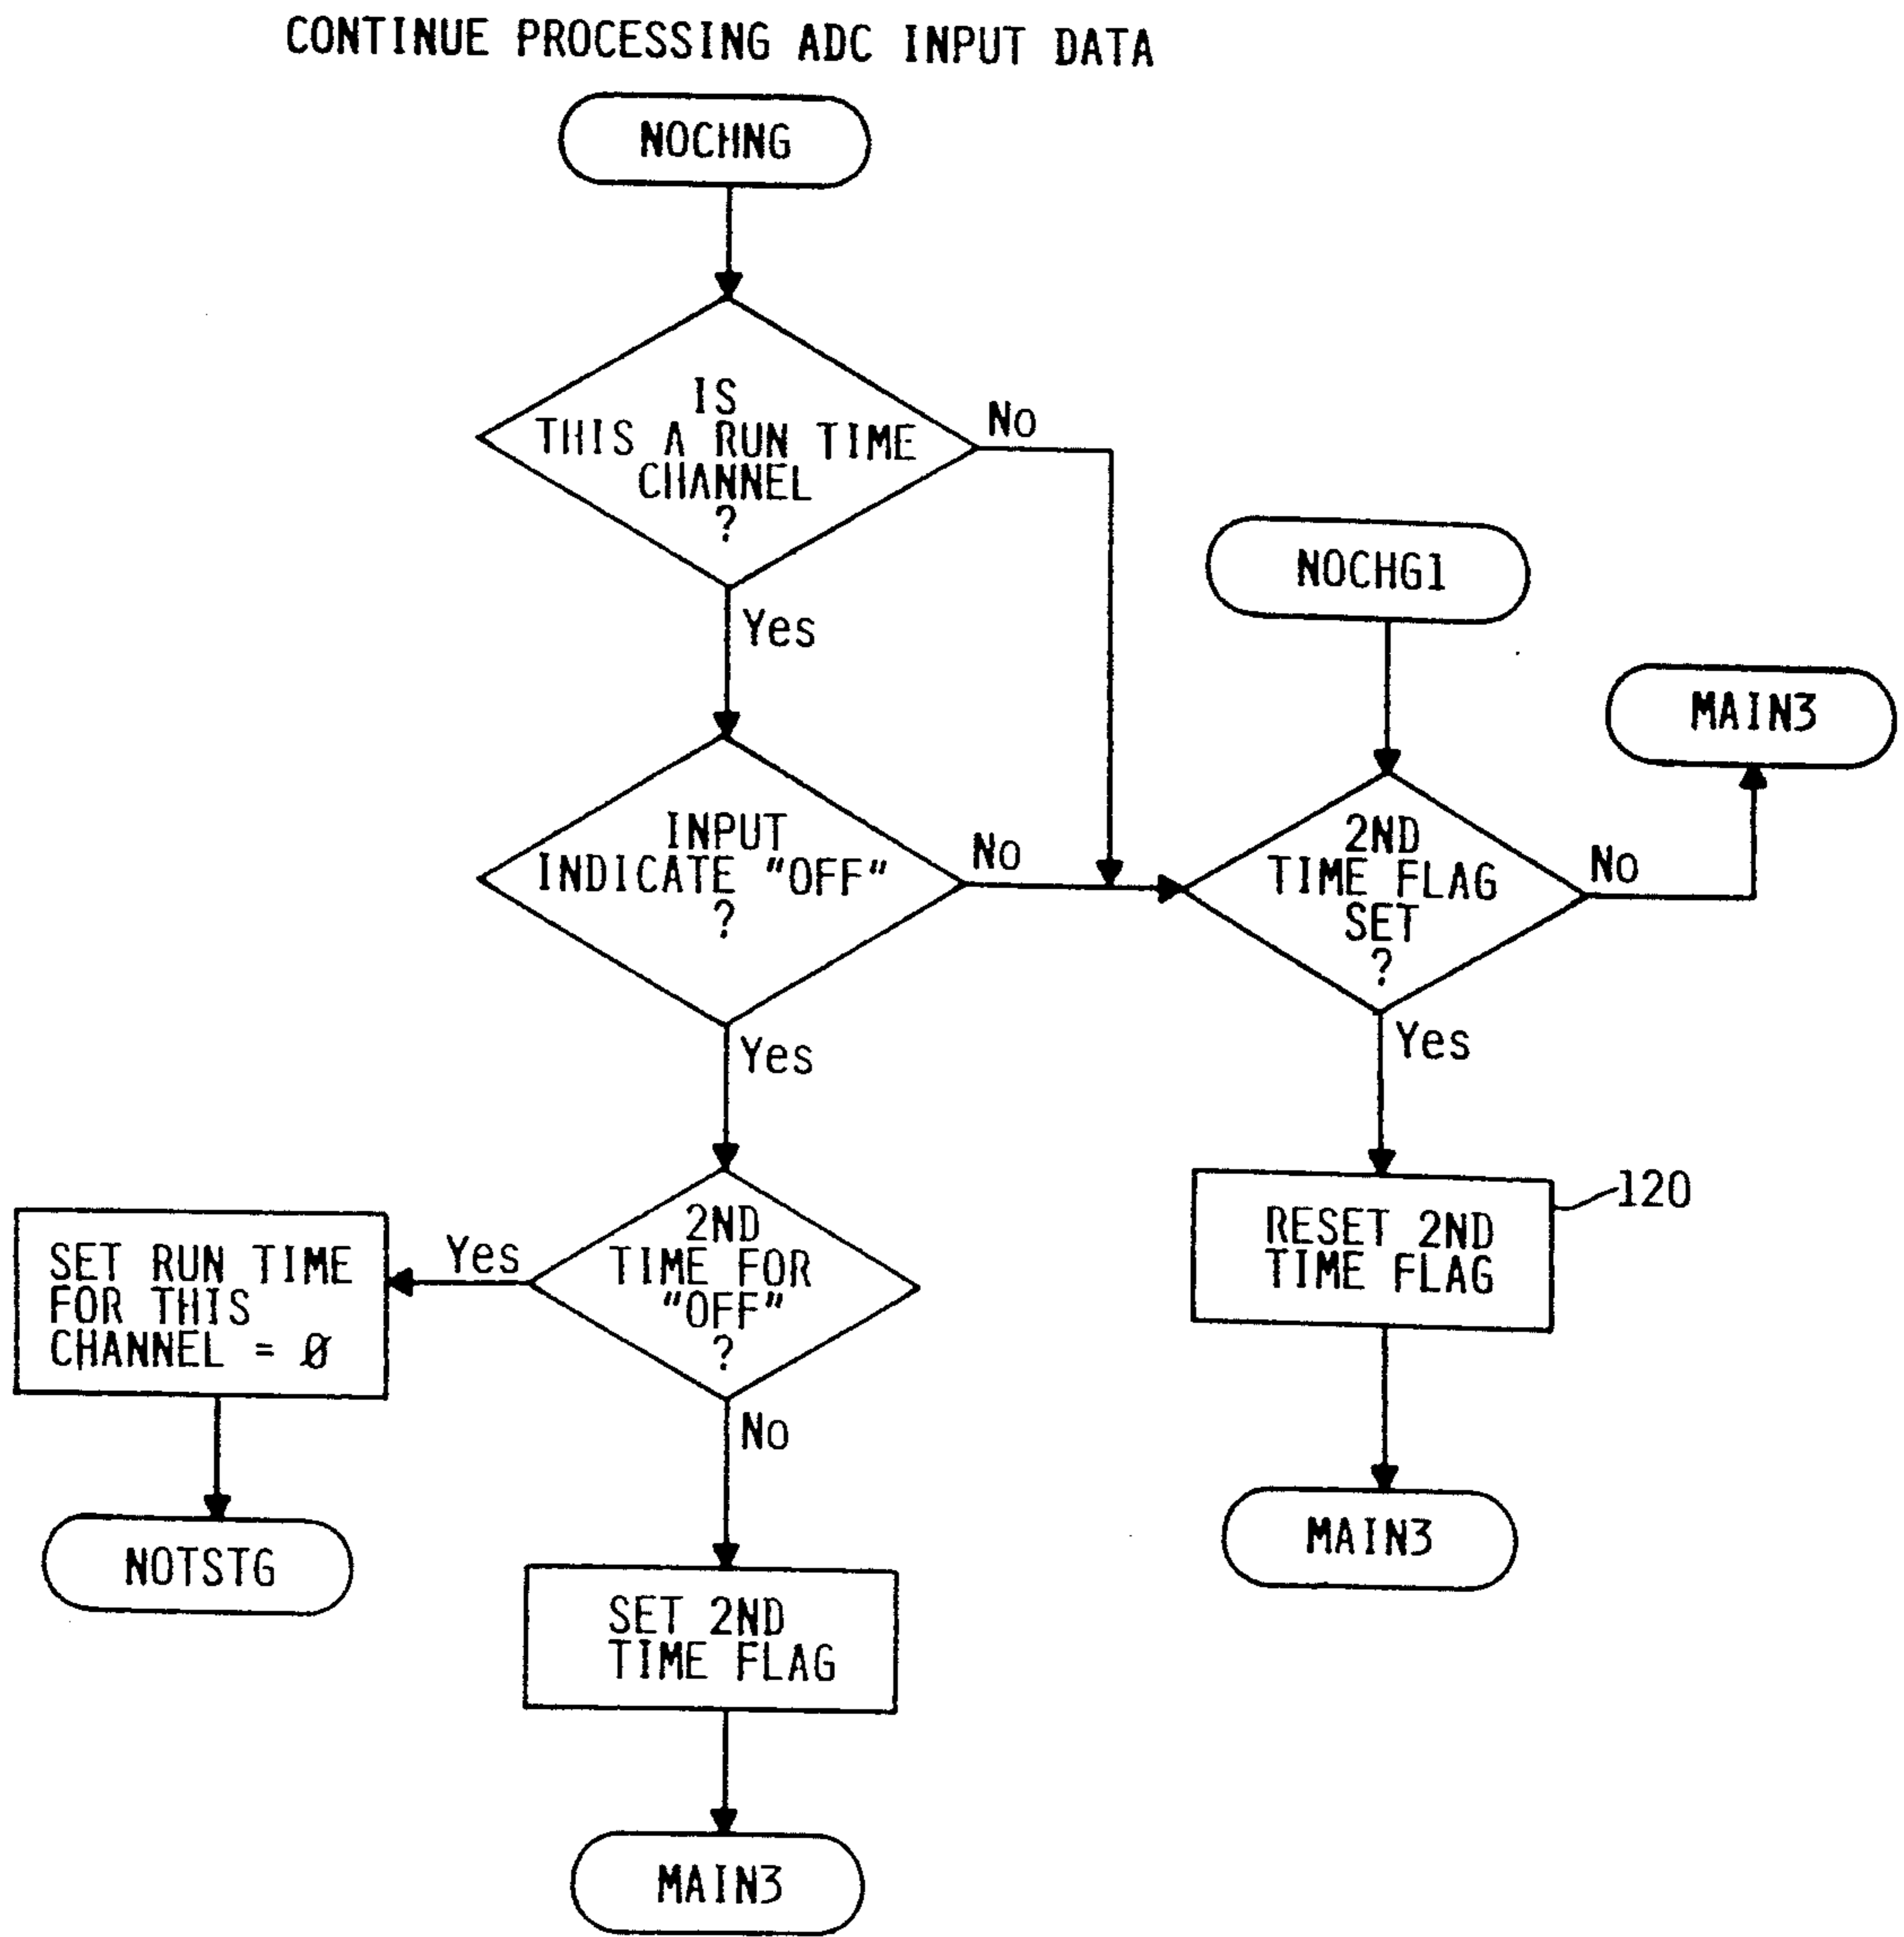 CONTINUE PROCESSING ADC INPUT DATA
NOCHNG
IS
THIS A RUN TIME
CHANNEL
?
No
Yes
NOCHG1
MAIN3
INPUT
INDICATE "OFF"
?
No
Yes
2ND
TIME FLAG
SET
?
No
Yes
2ND
TIME FOR
"OFF"
?
Yes
No
SET RUN TIME
FOR THIS
CHANNEL = Ø
NOTSTG
RESET 2ND
TIME FLAG
120
MAIN3
SET 2ND
TIME FLAG
MAIN3